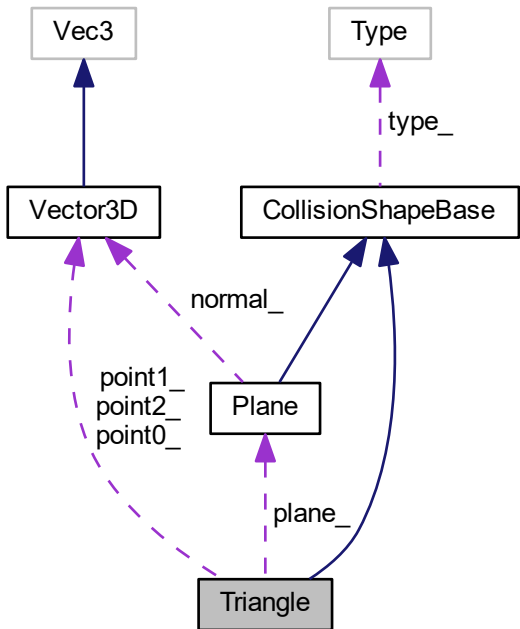 Vec3
Type
type_
Vector3D
CollisionShapeBase
normal_
point1_
point2_
point0_
Plane
plane_
Triangle